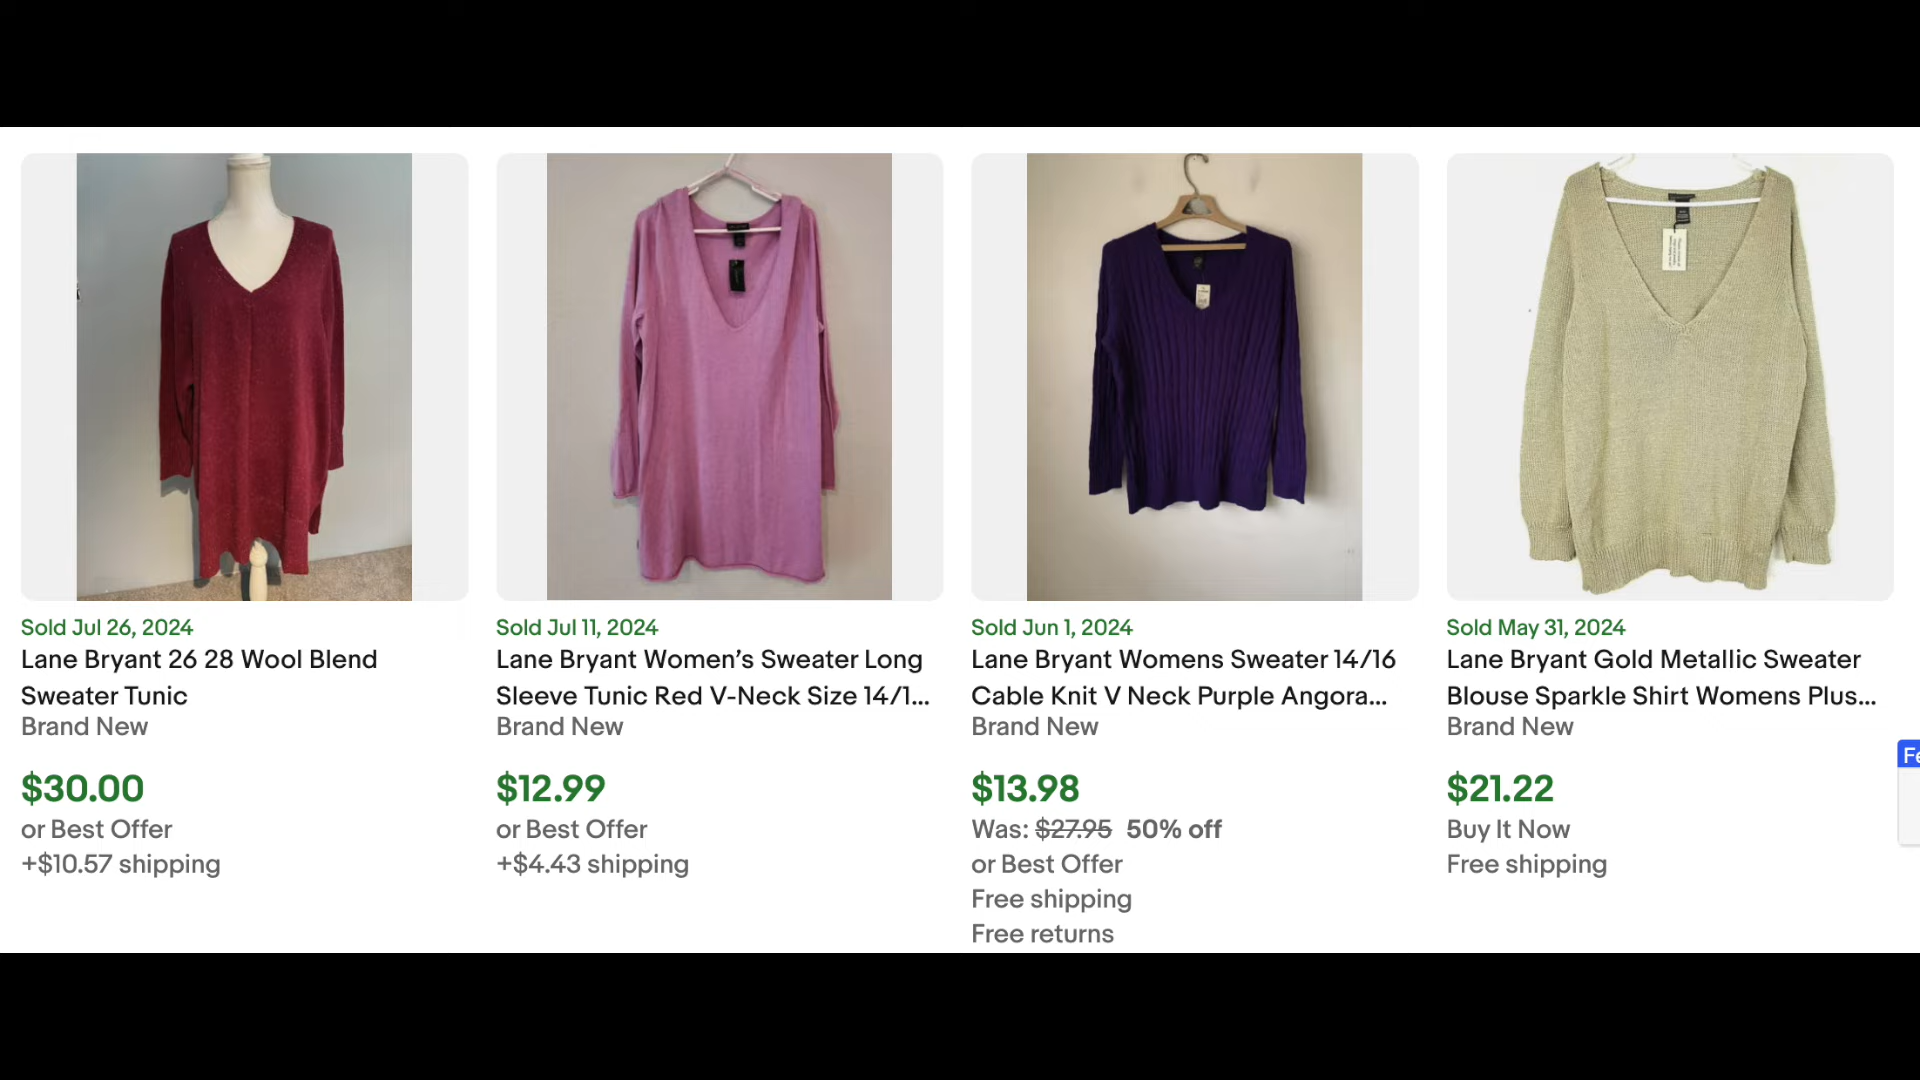 Sold Jul 26, 2024
Lane Bryant 26 28 Wool Blend
Sweater Tunic
Brand New
$30.00
or Best Offer
+$10.57 shipping
Sold Jul 11, 2024
Lane Bryant Women’s Sweater Long
Sleeve Tunic Red V-Neck Size 14/1...
Brand New
$12.99
or Best Offer
+$4.43 shipping
Sold Jun 1, 2024
Lane Bryant Womens Sweater 14/16
Cable Knit V Neck Purple Angora...
Brand New
$13.98
Was: $27.95 50% off
or Best Offer
Free shipping
Free returns
Sold May 31, 2024
Lane Bryant Gold Metallic Sweater
Blouse Sparkle Shirt Womens Plus...
Brand New
$21.22
Buy It Now
Free shipping